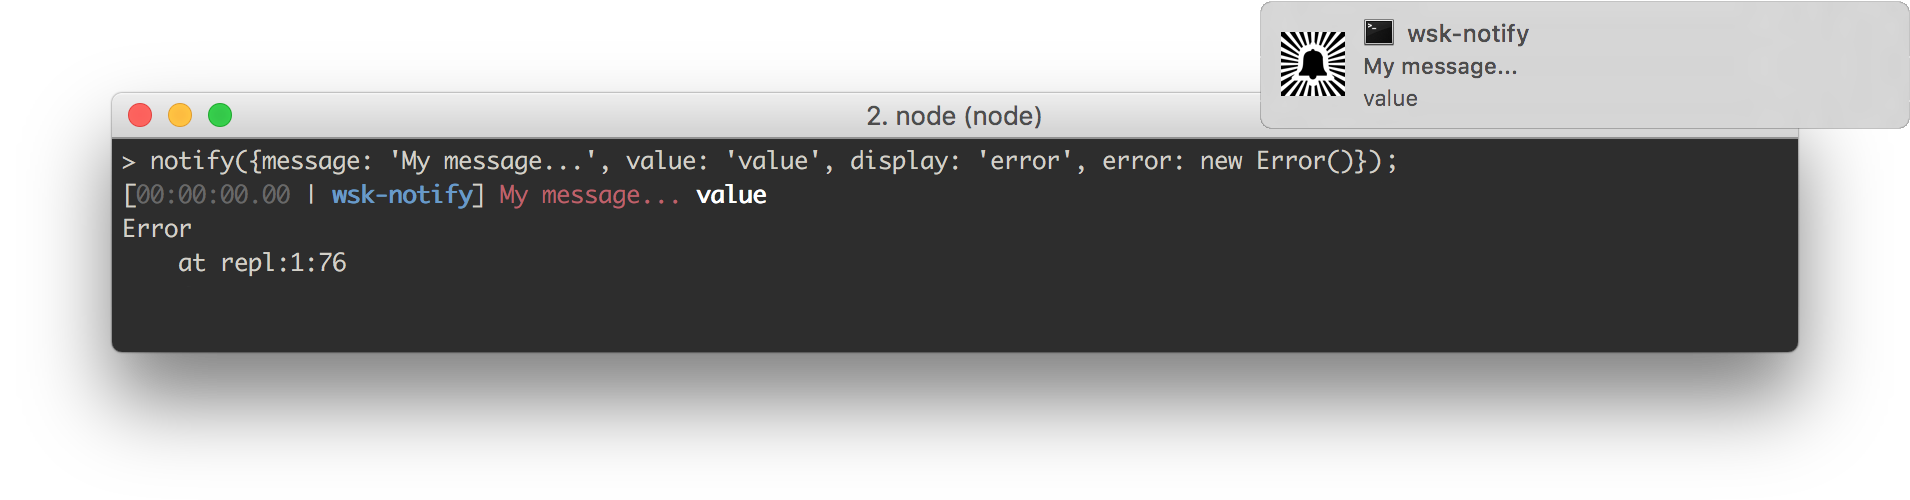 wsk-notify
My message...
value
2. node (node)
> notify({message: 'My message...', value: 'value', display: 'error', error: new Error()});
[00:00:00.00 | wsk-notify] My message... value
Error
    at repl:1:76